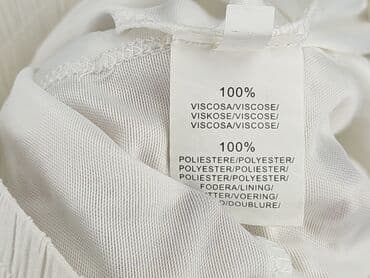 100%
VISCOSA/VISCOSE/
VISKOSE/VISCOSE/
VISCOSA/VISCOSE/
100%
POLIESTERE/POLYESTER/
POLYESTER/POLIESTER/
POLIESTER/POLYESTER/
FODERA/LINING/
VOERING/
DOUBLURE/